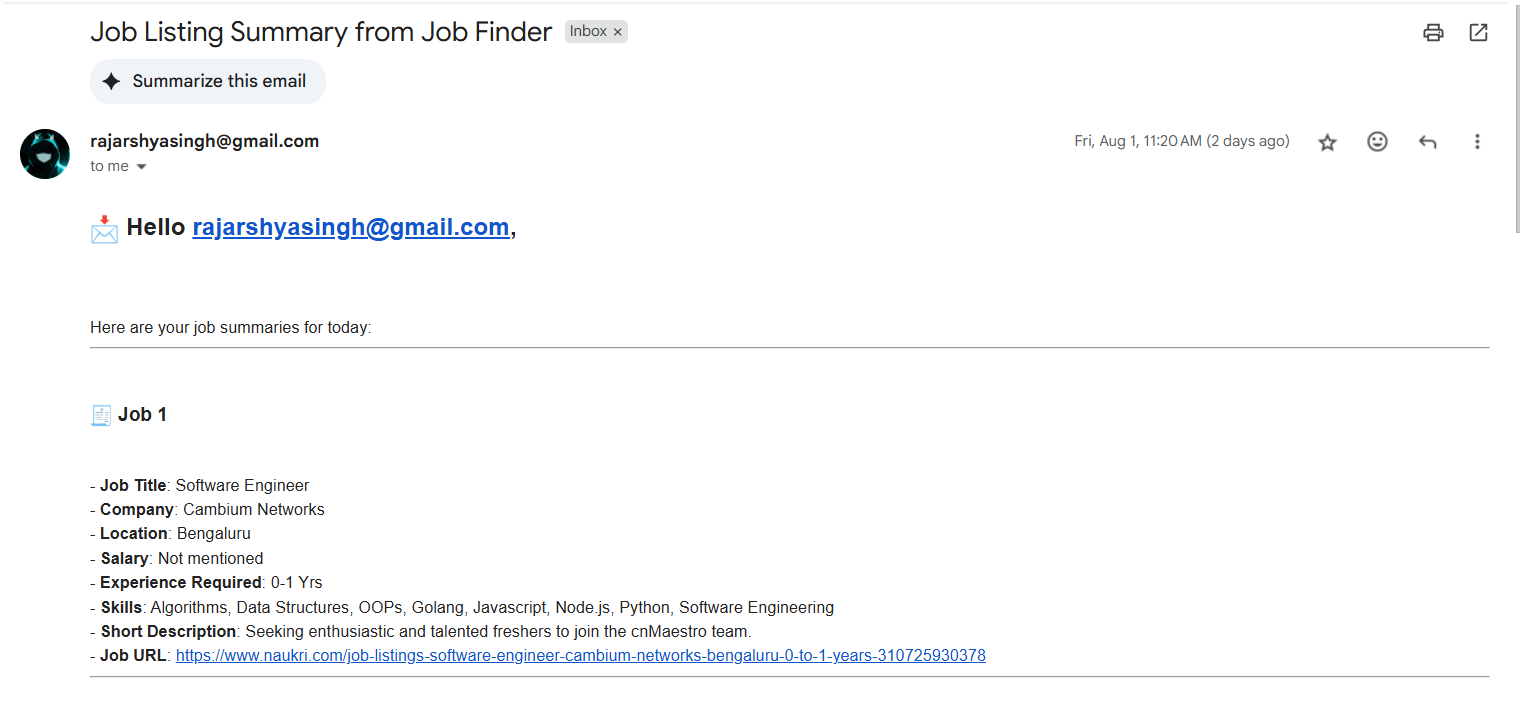 Job Listing Summary from Job Finder Inbox ×
Summarize this email
rajarshyasingh@gmail.com Fri, Aug 1, 11:20 AM (2 days ago)
to me
Hello rajarshyasingh@gmail.com,
Here are your job summaries for today:
Job 1
- Job Title: Software Engineer
- Company: Cambium Networks
- Location: Bengaluru
- Salary: Not mentioned
- Experience Required: 0-1 Yrs
- Skills: Algorithms, Data Structures, OOPs, Golang, Javascript, Node.js, Python, Software Engineering
- Short Description: Seeking enthusiastic and talented freshers to join the cnMaestro team.
- Job URL: https://www.naukri.com/job-listings-software-engineer-cambium-networks-bengaluru-0-to-1-years-310725930378